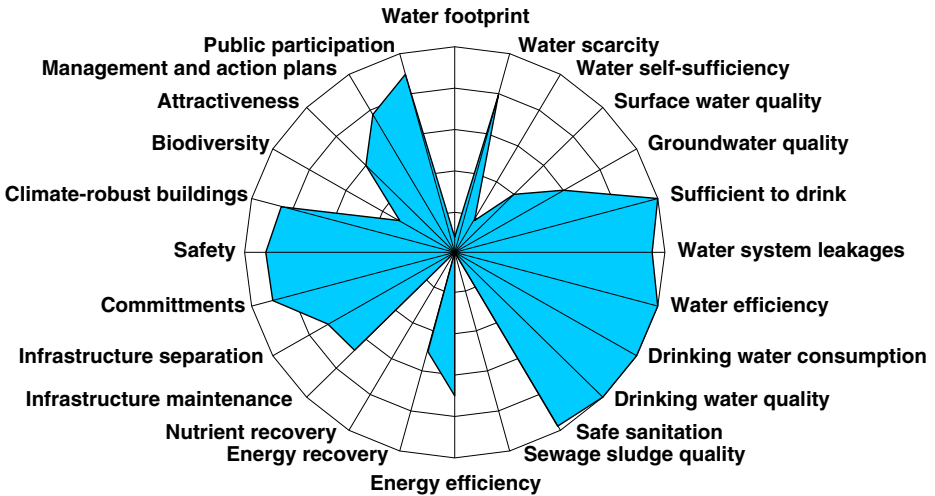 Water footprint
Public participation
Water scarcity
Management and action plans
Water self-sufficiency
Attractiveness
Surface water quality
Biodiversity
Groundwater quality
Climate-robust buildings
Sufficient to drink
Safety
Water system leakages
Committments
Water efficiency
Infrastructure separation
Drinking water consumption
Infrastructure maintenance
Drinking water quality
Nutrient recovery
Safe sanitation
Energy recovery
Sewage sludge quality
Energy efficiency